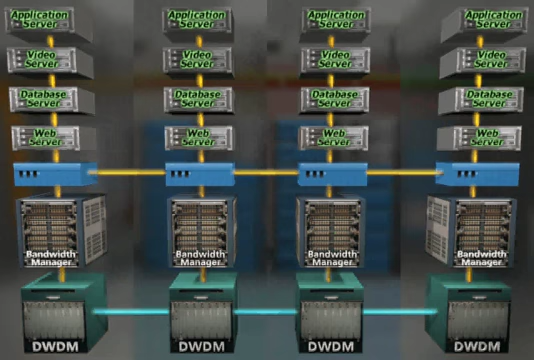 Application Application Application Application
Server Server Server Server
Video Video Video Video
Server Server Server Server
Database Database Database Database
Server Server Server Server
Web Web Web Web
Server Server Server Server
Bandwidth Bandwidth Bandwidth Bandwidth
Manager Manager Manager Manager
DWDM DWDM DWDM DWDM